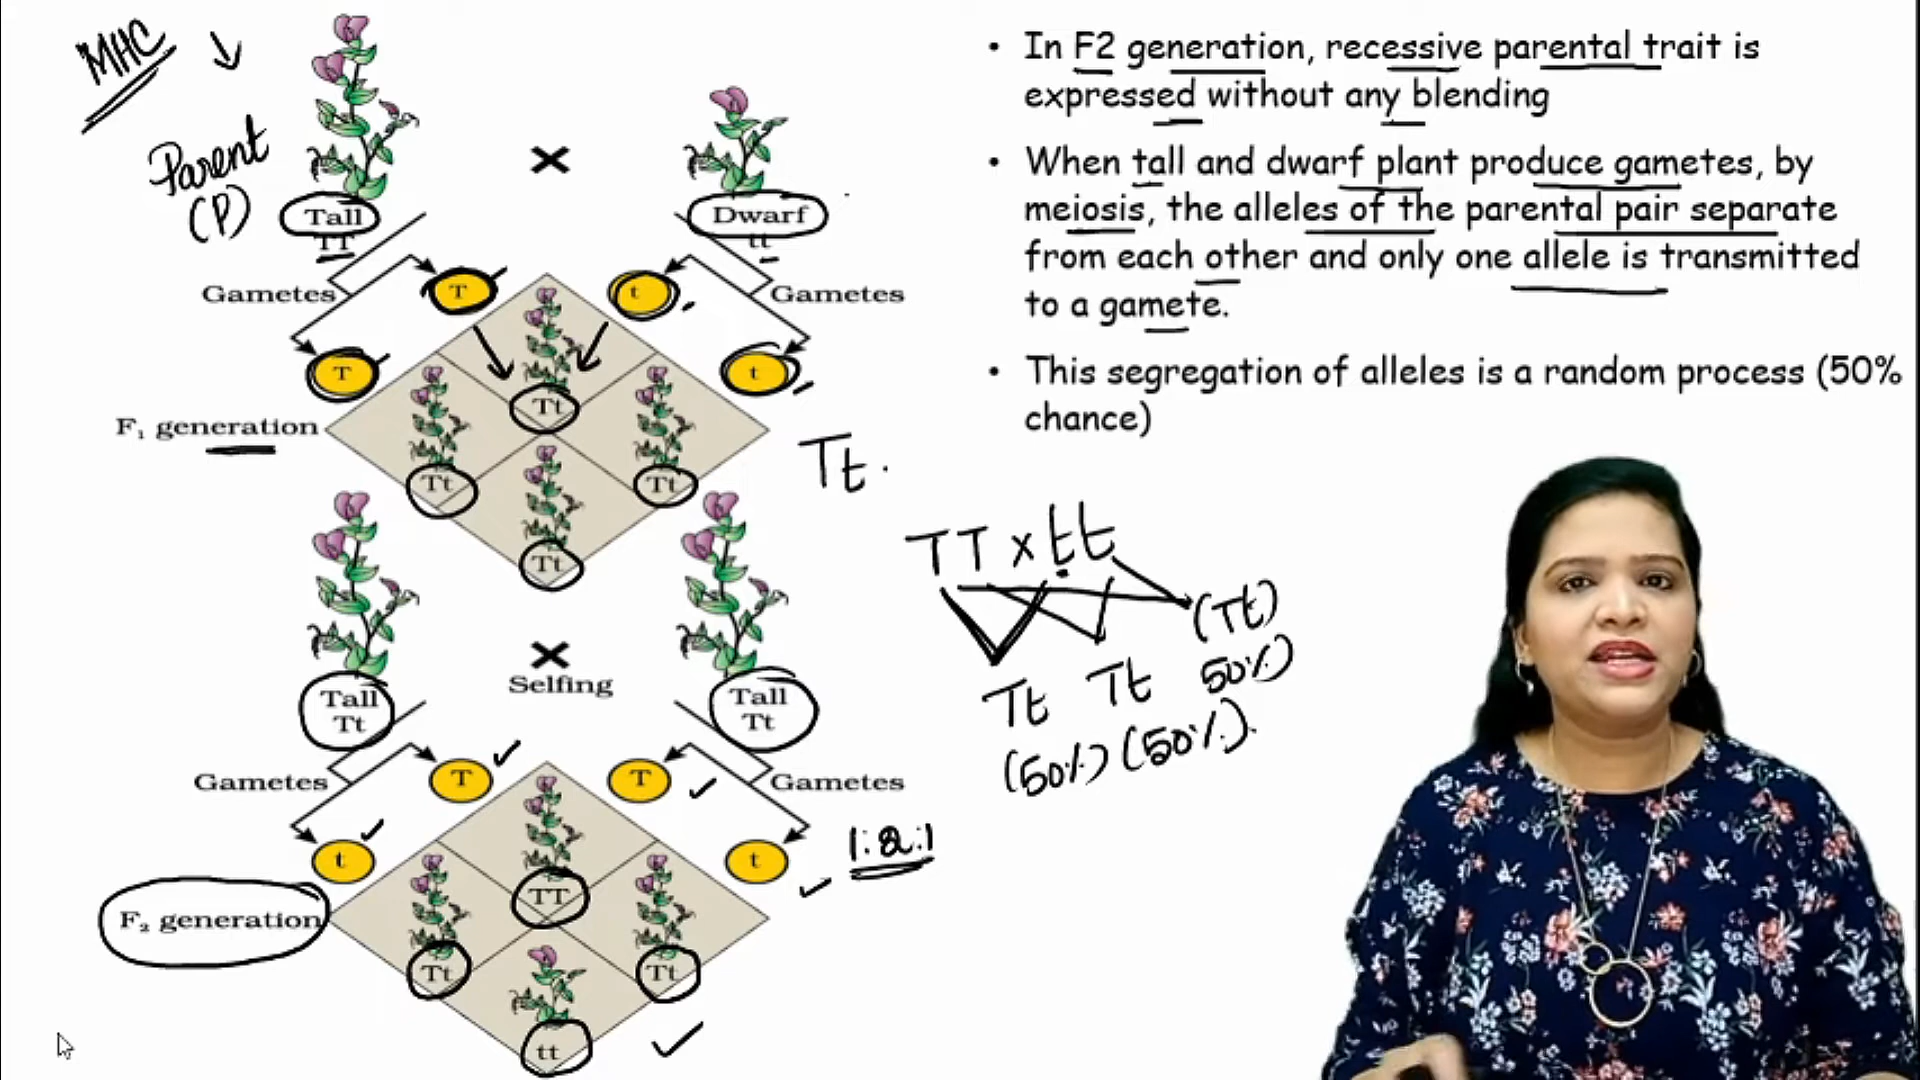 MHC
Parent
(P)
Tall
TT
×
Dwarf
tt
Gametes
T
t
Gametes
T
t
Tt
F1 generation
Tt
Tt
Tt
Tt.
Tall
Tt
×
Selfing
Tall
Tt
Gametes
T
T
Gametes
t
t
1:2:1
F2 generation
TT
Tt
Tt
tt
• In F2 generation, recessive parental trait is
expressed without any blending
• When tall and dwarf plant produce gametes, by
meiosis, the alleles of the parental pair separate
from each other and only one allele is transmitted
to a gamete.
• This segregation of alleles is a random process (50%
chance)
TT x tt
(Tt)
Tt Tt 50%)
(50%) (50%).